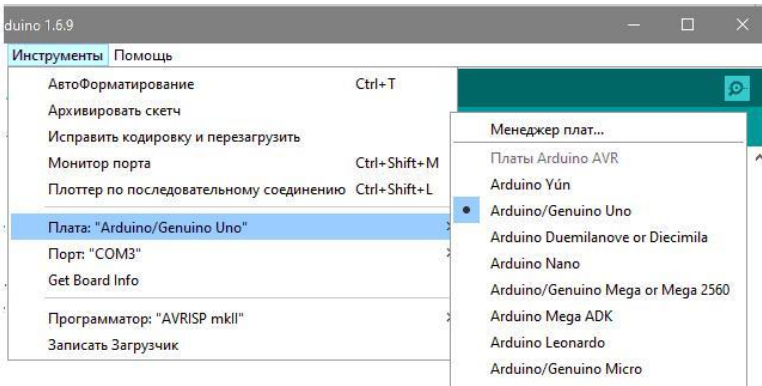 duino 1.6.9
Инструменты Помощь
АвтоФорматирование Ctrl+T
Архивировать скетч
Исправить кодировку и перезагрузить
Монитор порта Ctrl+Shift+M
Плоттер по последовательному соединению Ctrl+Shift+L
Плата: "Arduino/Genuino Uno"
Порт: "COM3"
Get Board Info
Программатор: "AVRISP mkII"
Записать Загрузчик
Менеджер плат...
Платы Arduino AVR
Arduino Yún
Arduino/Genuino Uno
Arduino Duemilanove or Diecimila
Arduino Nano
Arduino/Genuino Mega or Mega 2560
Arduino Mega ADK
Arduino Leonardo
Arduino/Genuino Micro